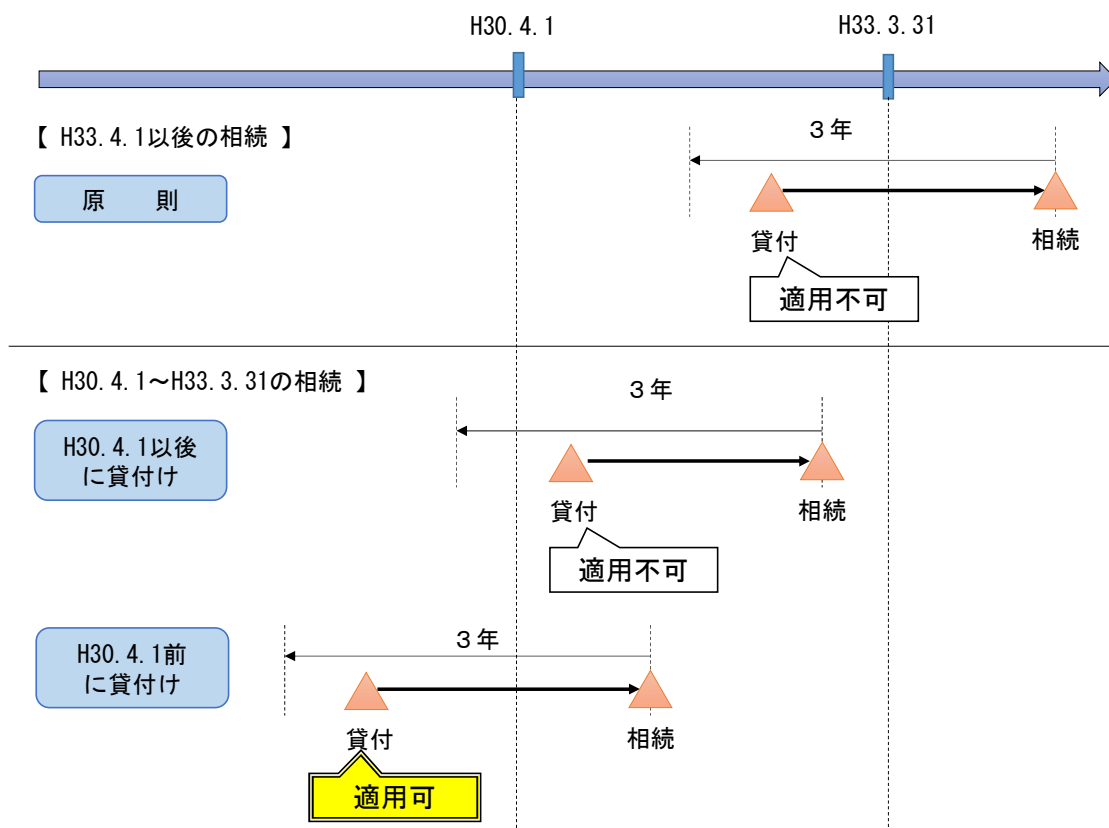 H30.4.1
H33.3.31
【 H33.4.1以後の相続 】
３年
原　　則
貸付
相続
適用不可
【 H30.4.1～H33.3.31の相続 】
３年
H30.4.1以後
に貸付け
貸付
相続
適用不可
H30.4.1前
に貸付け
３年
貸付
相続
適用可